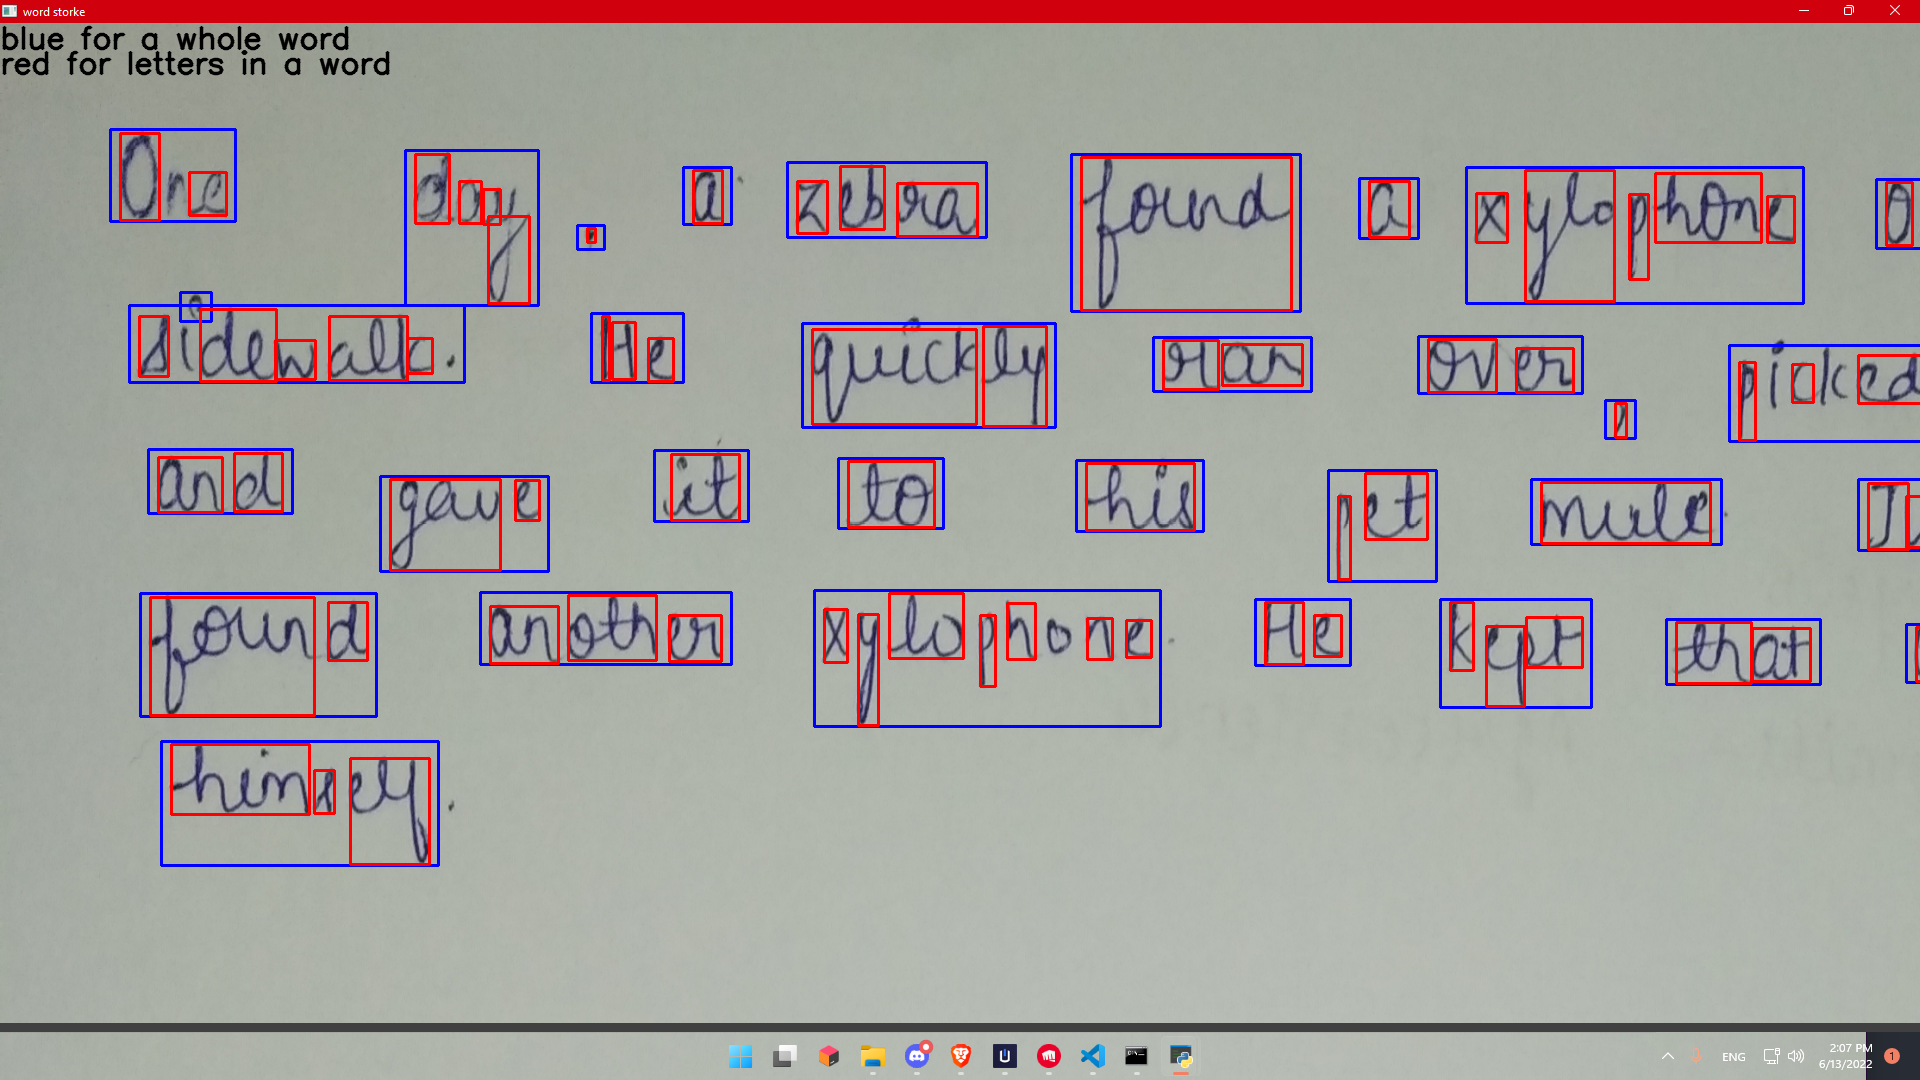 word storke
blue for a whole word
red for letters in a word
One day, a zebra found a xylophone o
sidewalk. He quickly ran over, picked
and gave it to his pet mule. Ju
found another xylophone. He kept that
himself.
ENG
2:07 PM
6/13/2022
1